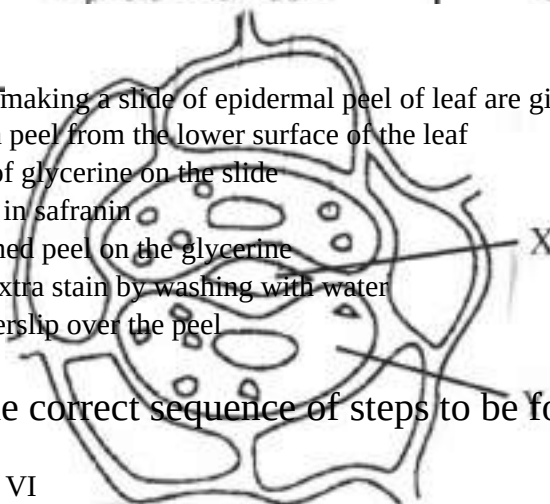 making a slide of epidermal peel of leaf are gi
peel from the lower surface of the leaf
of glycerine on the slide
in safranin
ned peel on the glycerine
xtra stain by washing with water
erslip over the peel
X
e correct sequence of steps to be fo
VI